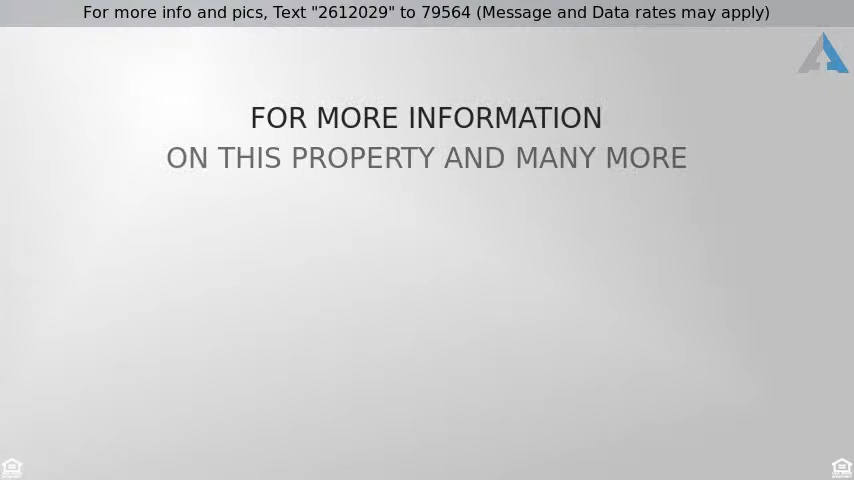 For more info and pics, Text "2612029" to 79564 (Message and Data rates may apply)
FOR MORE INFORMATION
ON THIS PROPERTY AND MANY MORE